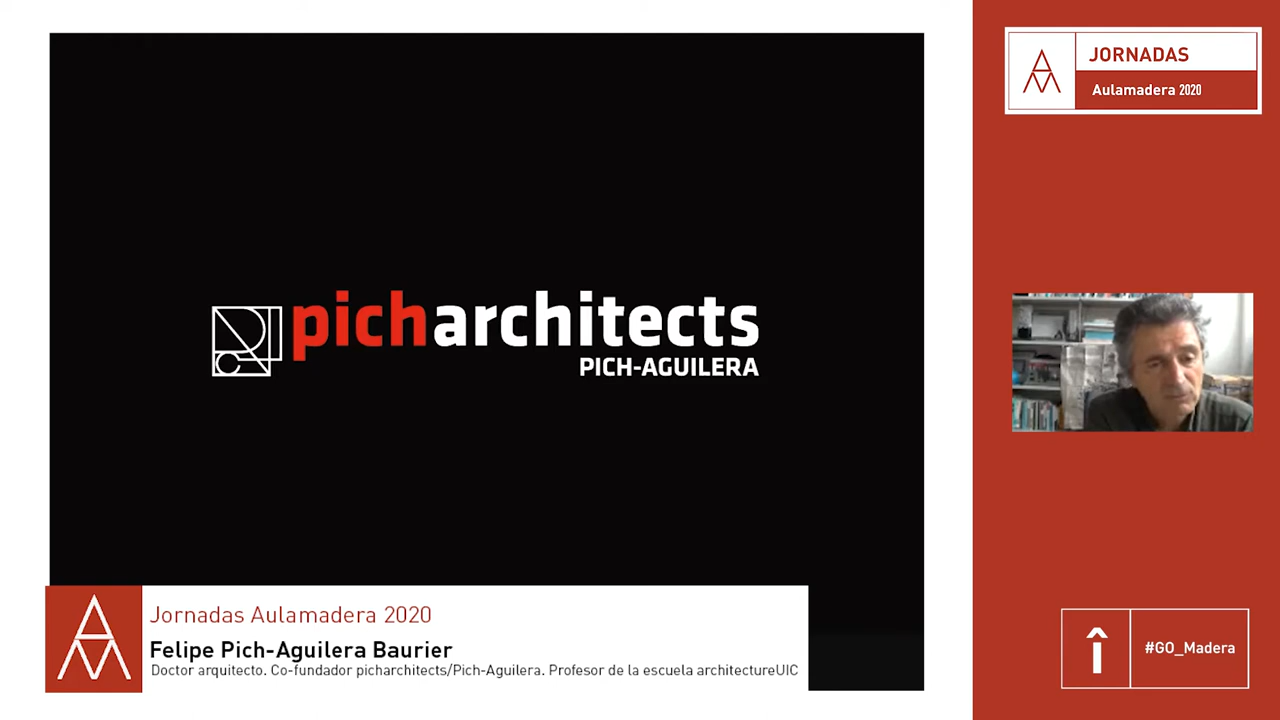 picharchitects
PICH-AGUILERA
Jornadas Aulamadera 2020
Felipe Pich-Aguilera Baurier
Doctor arquitecto. Co-fundador picharchitects/Pich-Aguilera. Profesor de la escuela architectureUIC
JORNADAS
Aulamadera 2020
#GO_Madera